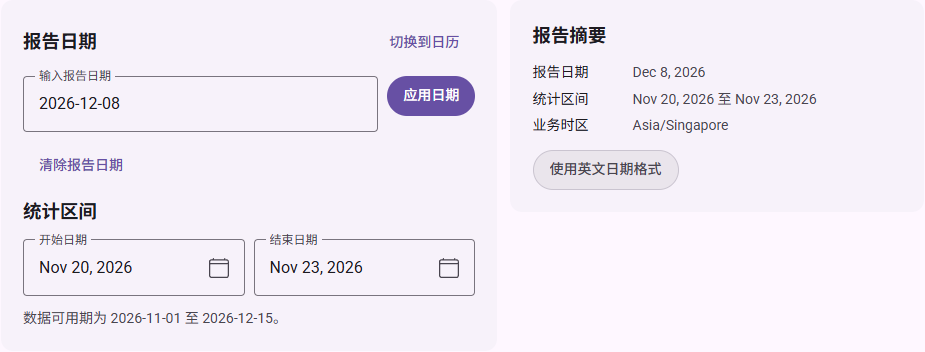 报告日期
切换到日历
输入报告日期
2026-12-08
应用日期
清除报告日期
统计区间
开始日期
Nov 20, 2026
结束日期
Nov 23, 2026
数据可用期为 2026-11-01 至 2026-12-15。
报告摘要
报告日期 Dec 8, 2026
统计区间 Nov 20, 2026 至 Nov 23, 2026
业务时区 Asia/Singapore
使用英文日期格式